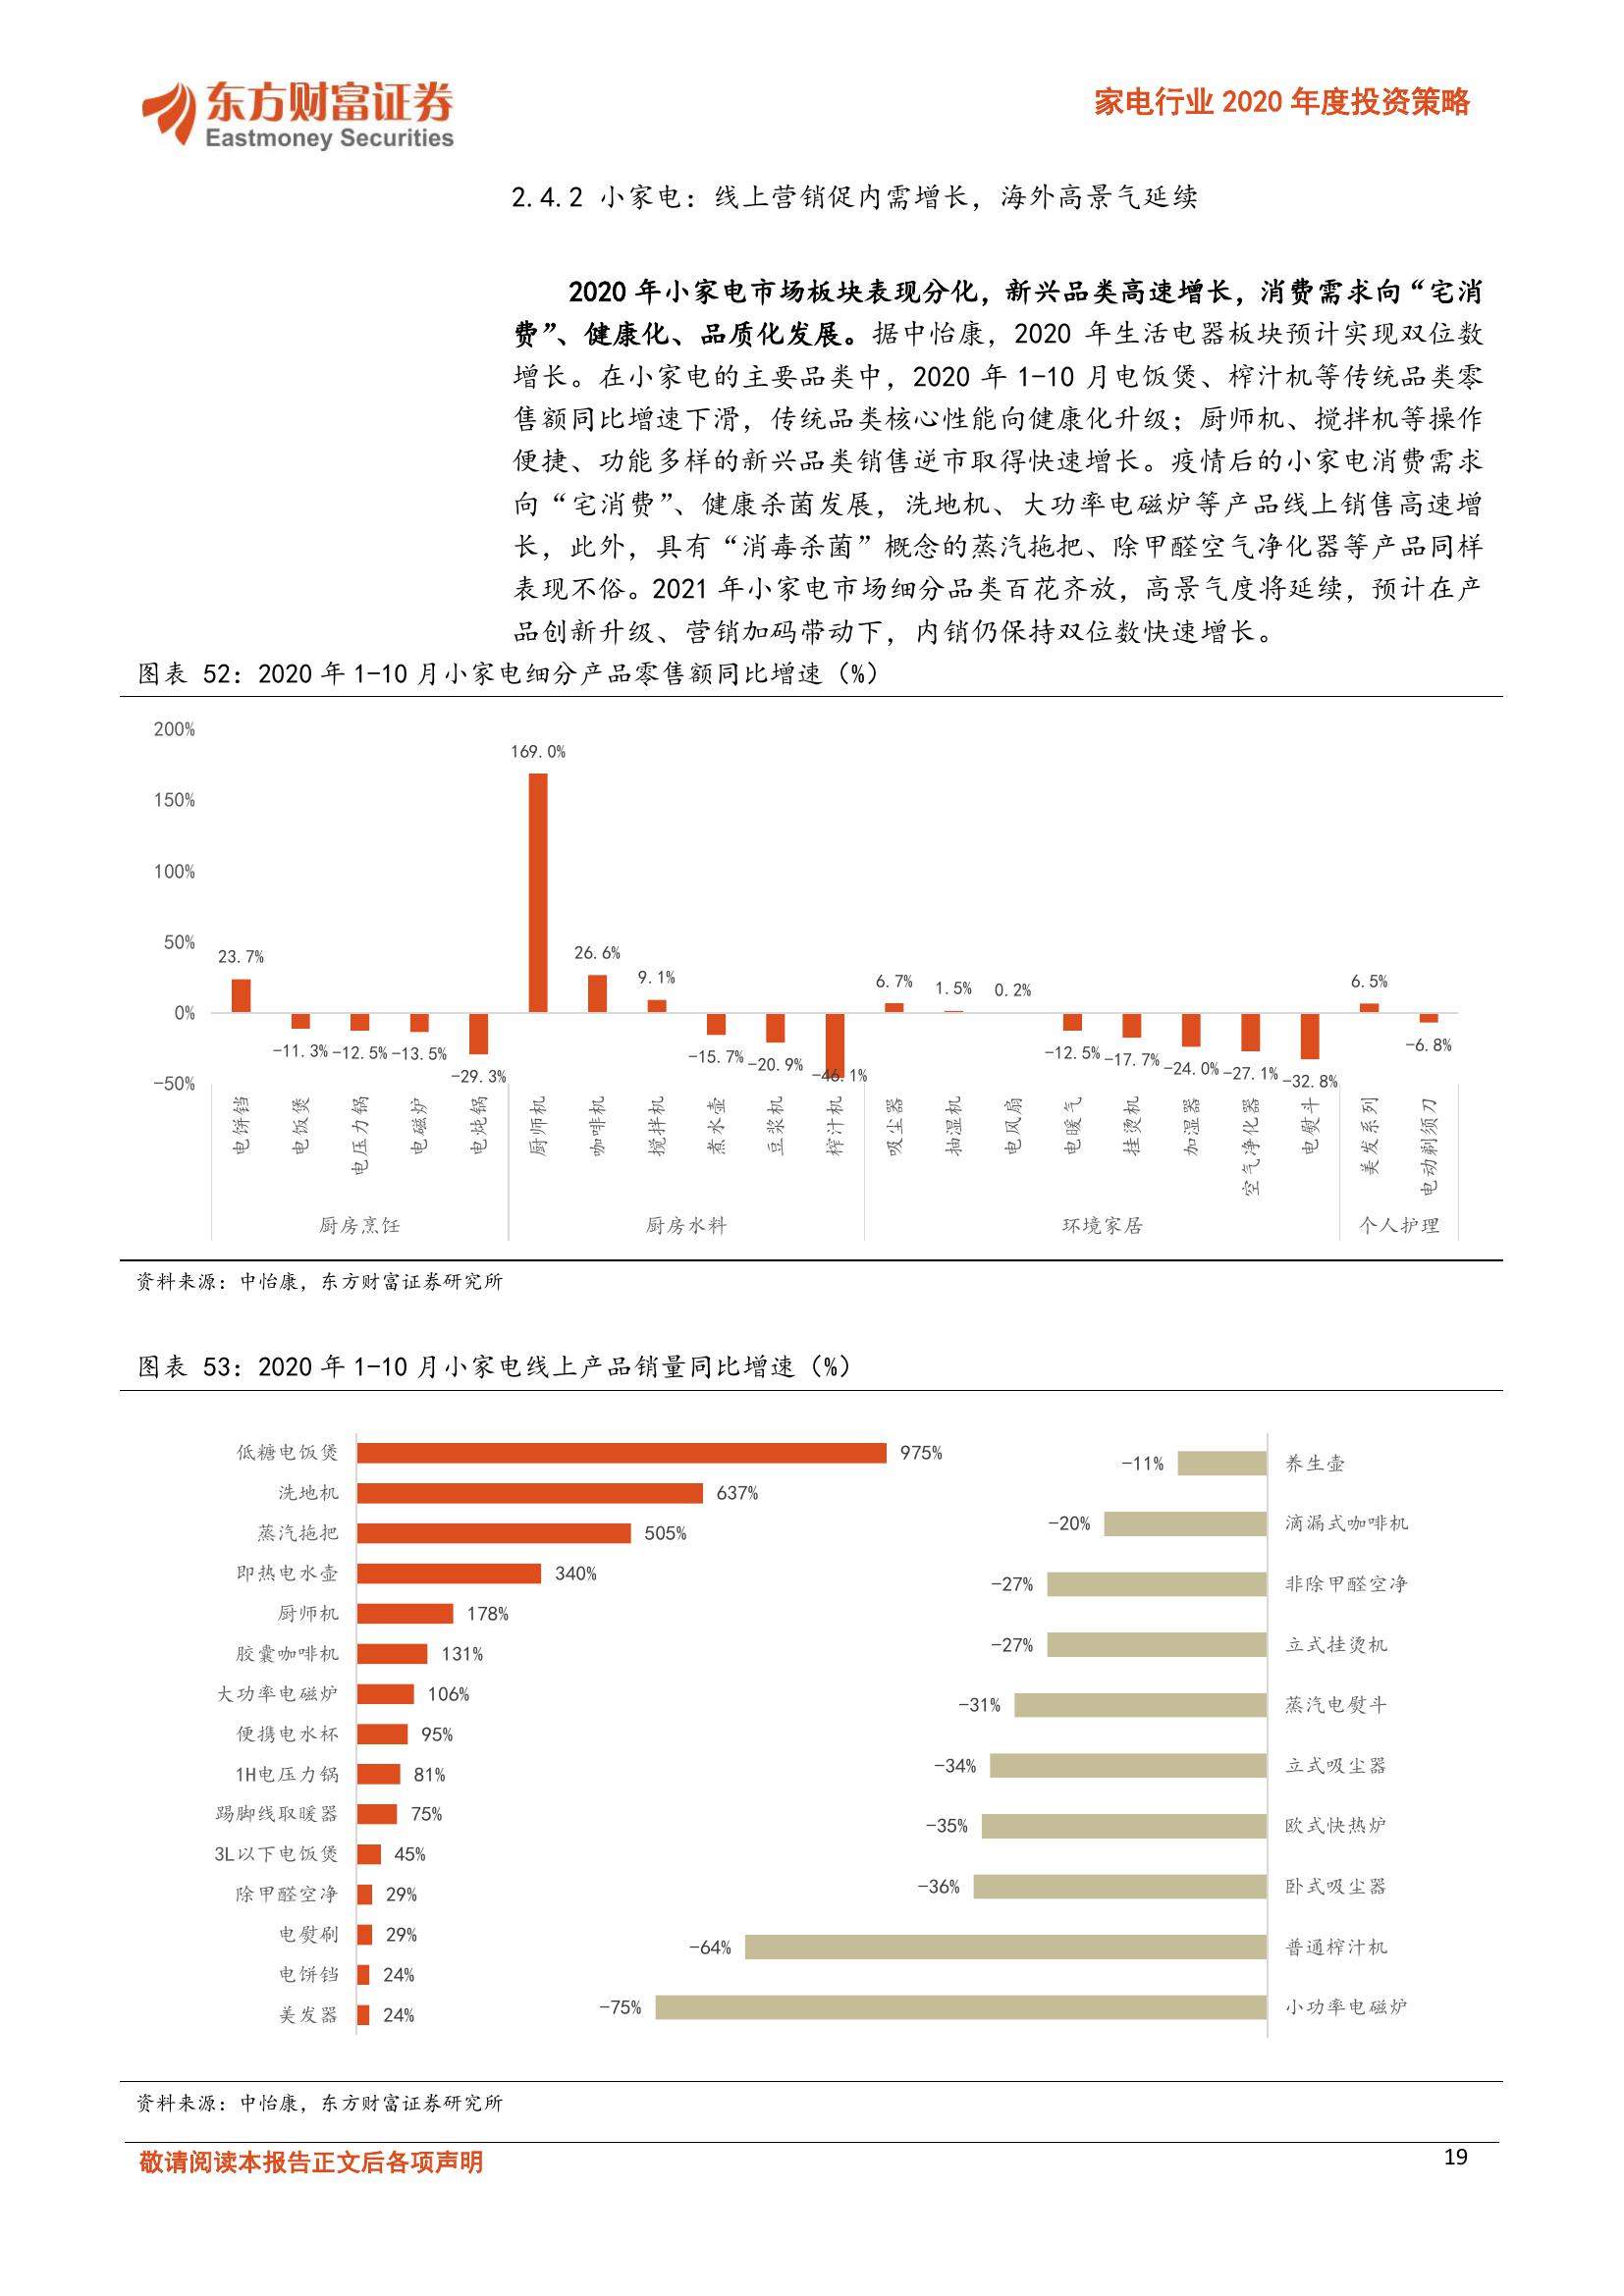 东方财富证券
Eastmoney Securities
家电行业 2020 年度投资策略
2.4.2 小家电：线上营销促内需增长，海外高景气延续
2020 年小家电市场板块表现分化，新兴品类高速增长，消费需求向“宅消
费”、健康化、品质化发展。据中怡康，2020 年生活电器板块预计实现双位数
增长。在小家电的主要品类中，2020 年 1-10 月电饭煲、榨汁机等传统品类零
售额同比增速下滑，传统品类核心性能向健康化升级；厨师机、搅拌机等操作
便捷、功能多样的新兴品类销售逆市取得快速增长。疫情后的小家电消费需求
向“宅消费”、健康杀菌发展，洗地机、大功率电磁炉等产品线上销售高速增
长，此外，具有“消毒杀菌”概念的蒸汽拖把、除甲醛空气净化器等产品同样
表现不俗。2021 年小家电市场细分品类百花齐放，高景气度将延续，预计在产
品创新升级、营销加码带动下，内销仍保持双位数快速增长。
图表 52：2020 年 1-10 月小家电细分产品零售额同比增速（%）
200%
150%
100%
50%
0%
-50%
23.7%
-11.3%
-12.5%
-13.5%
-29.3%
169.0%
26.6%
9.1%
-15.7%
-20.9%
-46.1%
6.7%
1.5%
0.2%
-12.5%
-17.7%
-24.0%
-27.1%
-32.8%
6.5%
-6.8%
电饼铛
电饭煲
电压力锅
电磁炉
电炖锅
厨师机
咖啡机
搅拌机
煮水壶
豆浆机
榨汁机
吸尘器
抽湿机
电风扇
电暖气
挂烫机
加湿器
空气净化器
电熨斗
美发系列
电动剃须刀
厨房烹饪
厨房水料
环境家居
个人护理
资料来源：中怡康，东方财富证券研究所
图表 53：2020 年 1-10 月小家电线上产品销量同比增速（%）
低糖电饭煲 975%
洗地机 637%
蒸汽拖把 505%
即热电水壶 340%
厨师机 178%
胶囊咖啡机 131%
大功率电磁炉 106%
便携电水杯 95%
1H电压力锅 81%
踢脚线取暖器 75%
3L以下电饭煲 45%
除甲醛空净 29%
电熨刷 29%
电饼铛 24%
美发器 24%
-11% 养生壶
-20% 滴漏式咖啡机
-27% 非除甲醛空净
-27% 立式挂烫机
-31% 蒸汽电熨斗
-34% 立式吸尘器
-35% 欧式快热炉
-36% 卧式吸尘器
-64% 普通榨汁机
-75% 小功率电磁炉
资料来源：中怡康，东方财富证券研究所
敬请阅读本报告正文后各项声明
19